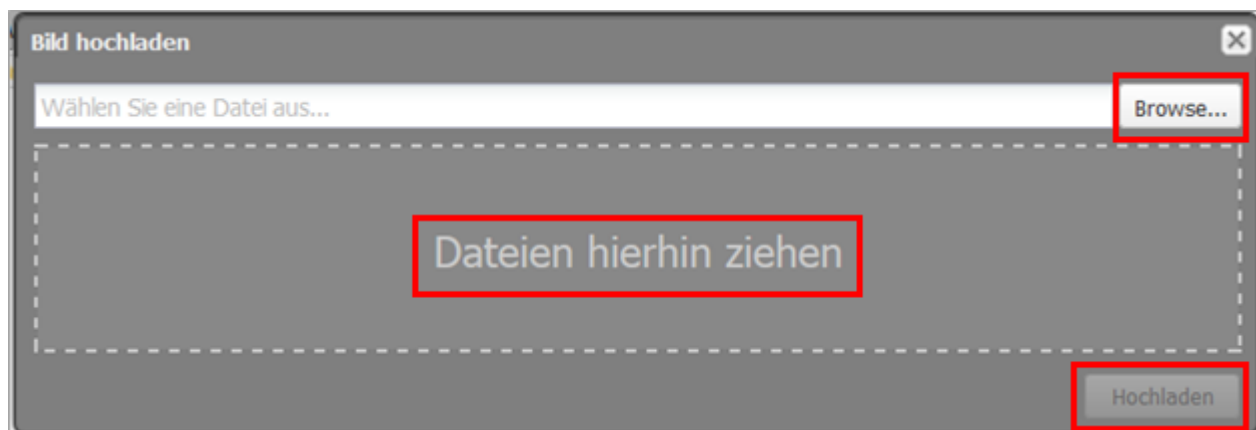 Bild hochladen
Wählen Sie eine Datei aus...
Browse...
Dateien hierhin ziehen
Hochladen